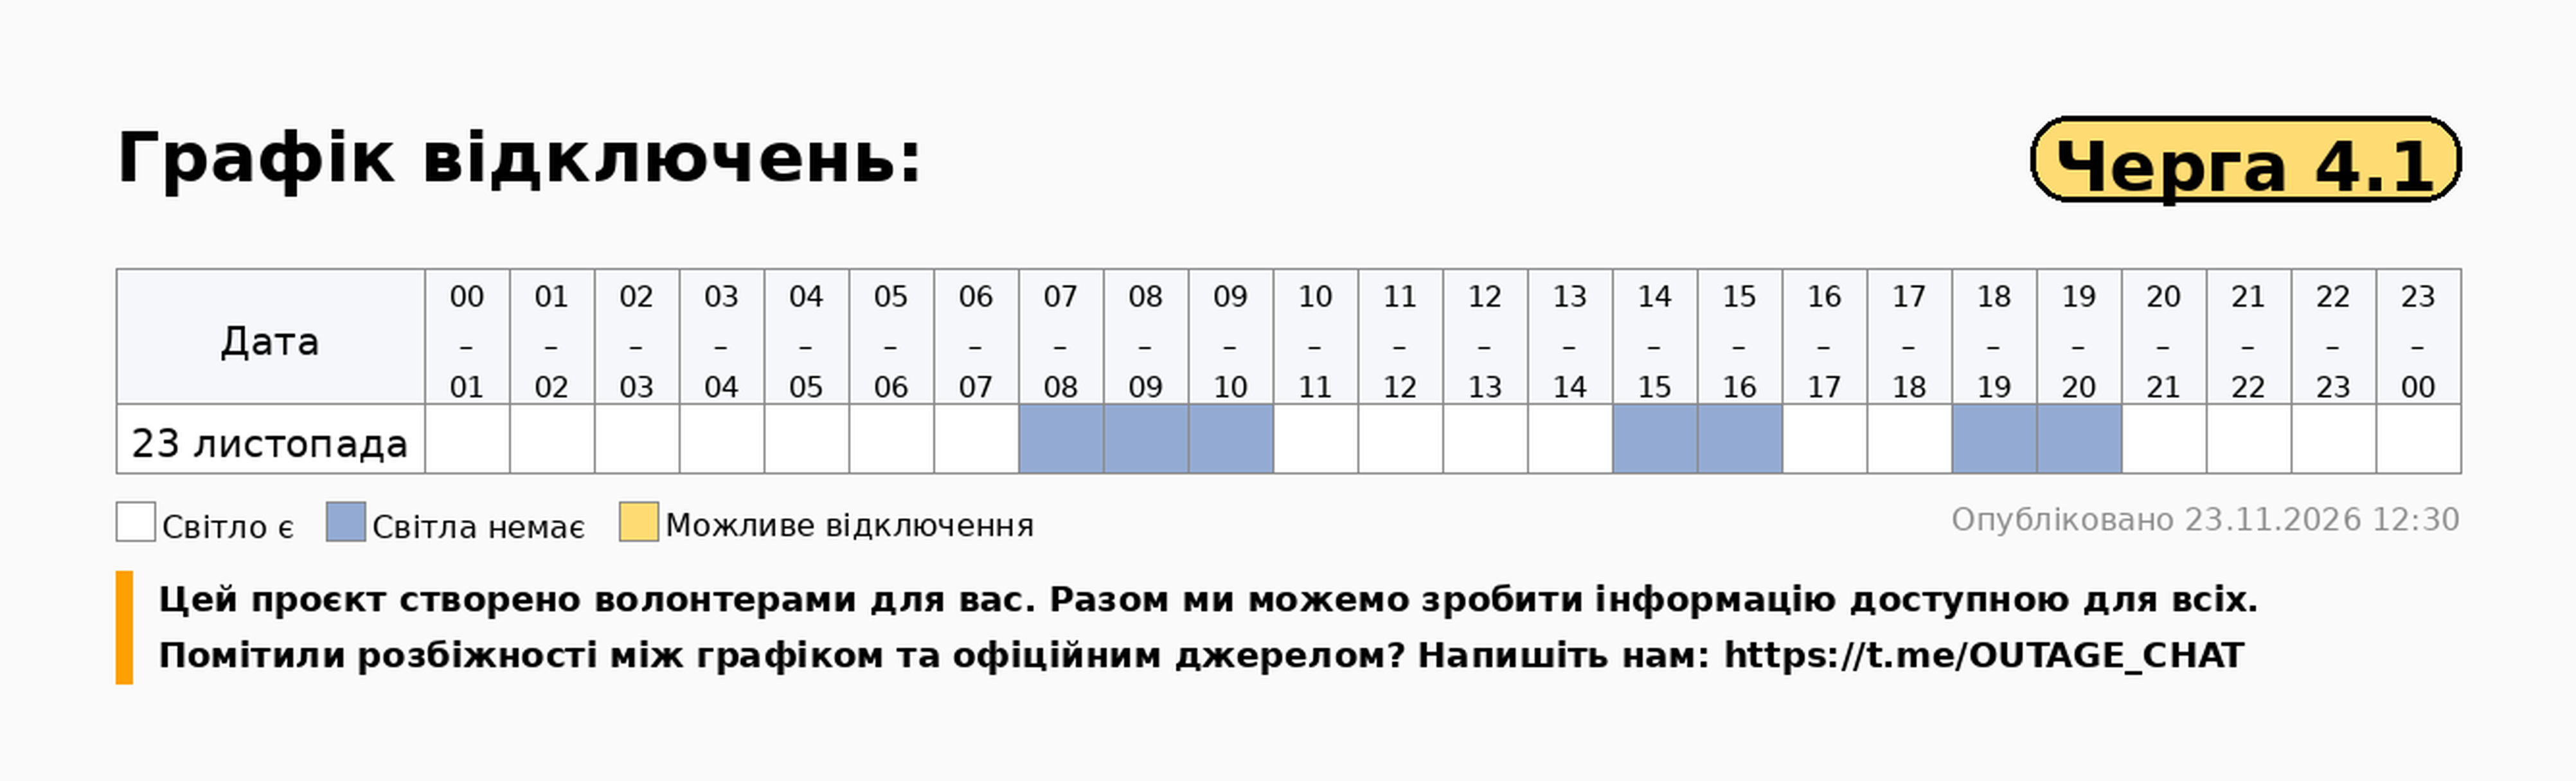 Графік відключень:
Черга 4.1
Дата
00 – 01
01 – 02
02 – 03
03 – 04
04 – 05
05 – 06
06 – 07
07 – 08
08 – 09
09 – 10
10 – 11
11 – 12
12 – 13
13 – 14
14 – 15
15 – 16
16 – 17
17 – 18
18 – 19
19 – 20
20 – 21
21 – 22
22 – 23
23 – 00
23 листопада
Світло є
Світла немає
Можливе відключення
Опубліковано 23.11.2026 12:30
Цей проєкт створено волонтерами для вас. Разом ми можемо зробити інформацію доступною для всіх.
Помітили розбіжності між графіком та офіційним джерелом? Напишіть нам: https://t.me/OUTAGE_CHAT